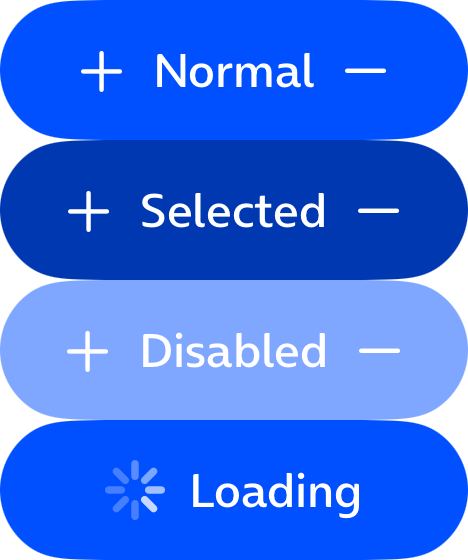 + Normal −
+ Selected −
+ Disabled −
Loading